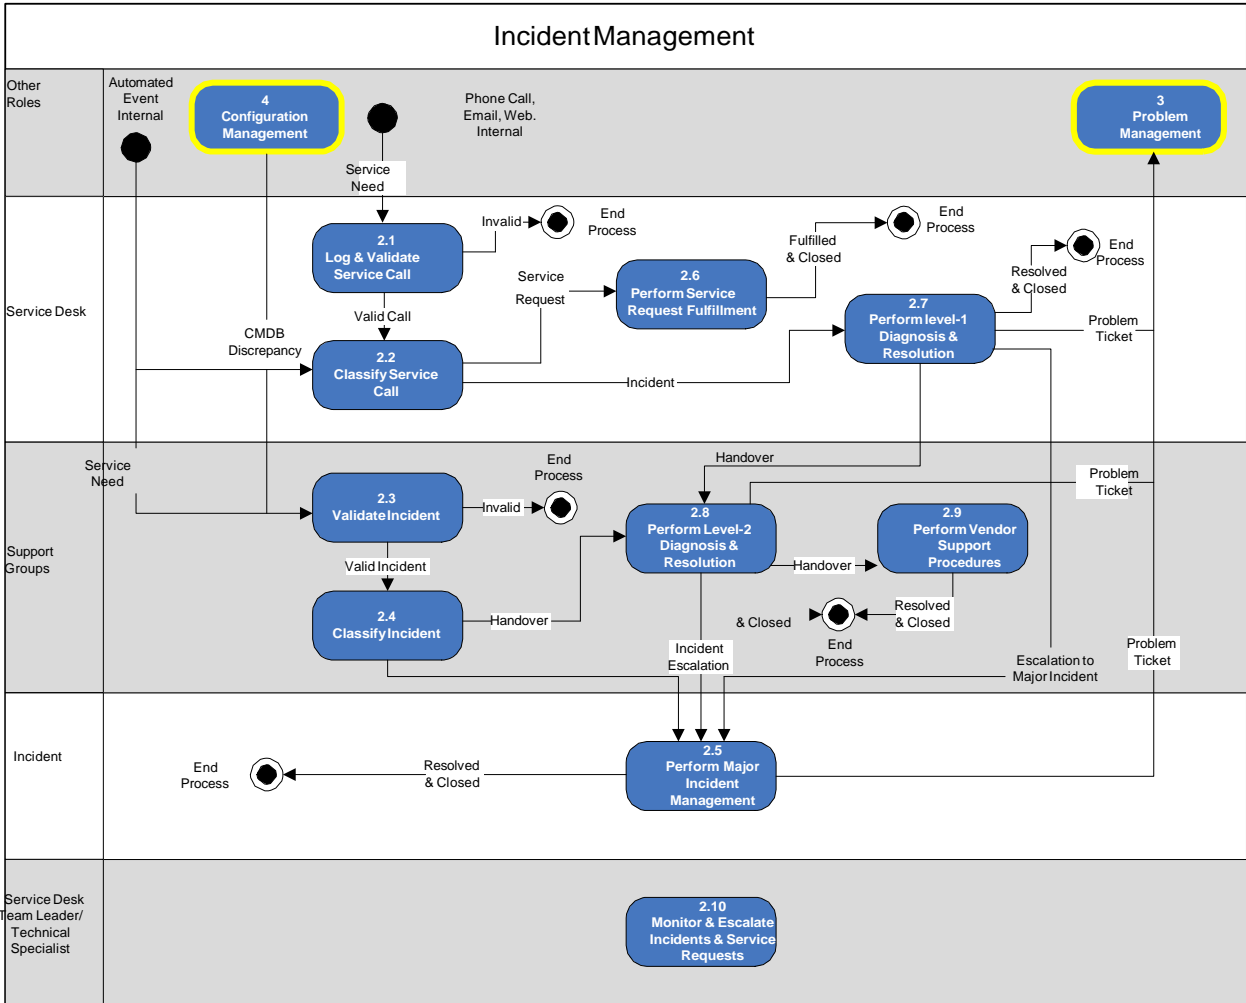 Incident Management
Other
Roles
Automated
Event
Internal
4
Configuration
Management
Phone Call,
Email, Web.
Internal
3
Problem
Management
Service
Need
Service Desk
2.1
Log & Validate
Service Call
Invalid
End
Process
Valid Call
CMDB
Discrepancy
2.2
Classify Service
Call
Service
Request
2.6
Perform Service
Request Fulfillment
Fulfilled
& Closed
End
Process
Incident
2.7
Perform level-1
Diagnosis &
Resolution
Resolved
& Closed
End
Process
Problem
Ticket
Support
Groups
Service
Need
2.3
Validate Incident
Invalid
End
Process
Valid Incident
2.4
Classify Incident
Handover
Handover
2.8
Perform Level-2
Diagnosis &
Resolution
Problem
Ticket
Handover
2.9
Perform Vendor
Support
Procedures
Resolved
& Closed
& Closed
End
Process
Incident
Escalation
Escalation to
Major Incident
Problem
Ticket
Incident
2.5
Perform Major
Incident
Management
Resolved
& Closed
End
Process
Service Desk
Team Leader/
Technical
Specialist
2.10
Monitor & Escalate
Incidents & Service
Requests